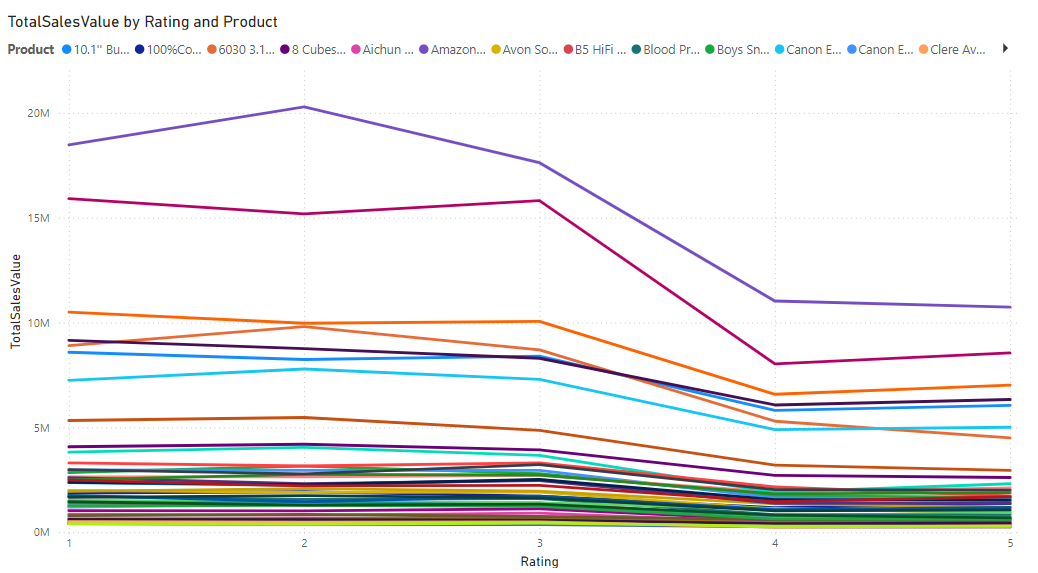 TotalSalesValue by Rating and Product
Product 10.1" Bu... 100%Co... 6030 3.1... 8 Cubes... Aichun ... Amazon... Avon So... B5 HiFi ... Blood Pr... Boys Sn... Canon E... Canon E... Clere Av...
20M
15M
10M
5M
0M
TotalSalesValue
1 2 3 4 5
Rating